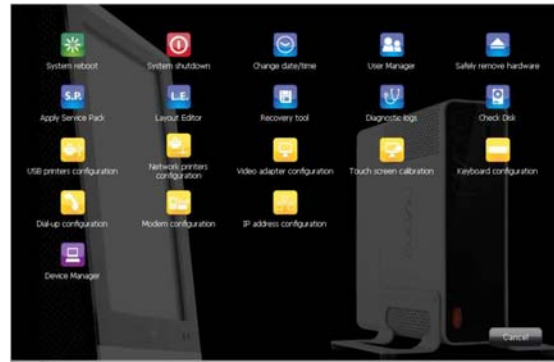 System reboot
System shutdown
Change date/time
User Manager
Safely remove hardware
S.P.
L.E.
Apply Service Pack
Layout Editor
Recovery tool
Diagnostic logs
Check Disk
USB printers configuration
Network printers
configuration
Video adapter configuration
Touch screen calibration
Keyboard configuration
Dial-up configuration
Modem configuration
IP address configuration
Device Manager
Cancel